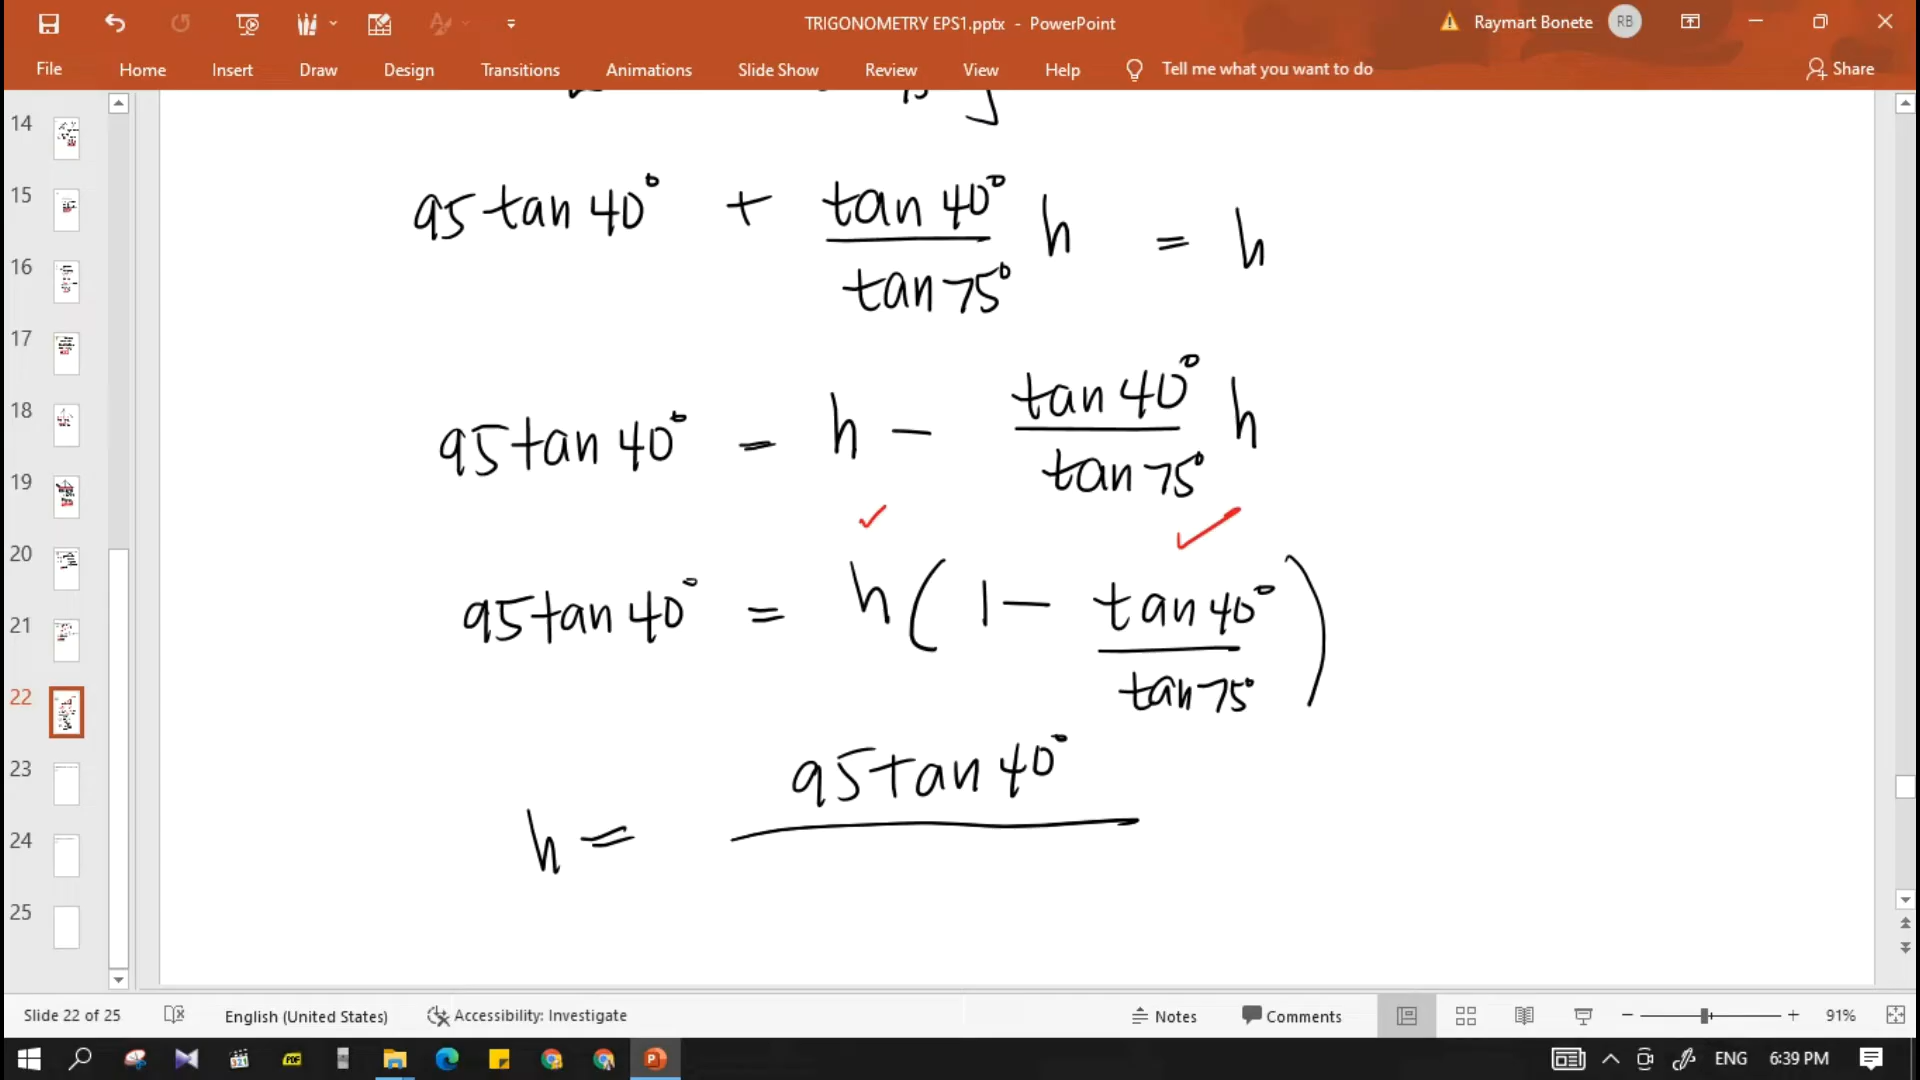 TRIGONOMETRY EPS1.pptx - PowerPoint
Raymart Bonete RB
File Home Insert Draw Design Transitions Animations Slide Show Review View Help Tell me what you want to do Share
14
15
16
17
18
19
20
21
22
23
24
25
95 tan 40° + tan 40° / tan 75° h = h
95 tan 40° = h - tan 40° / tan 75° h
95 tan 40° = h ( 1 - tan 40° / tan 75° )
h = 95 tan 40°
Slide 22 of 25 English (United States) Accessibility: Investigate Notes Comments 91%
321 PDF ENG 6:39 PM